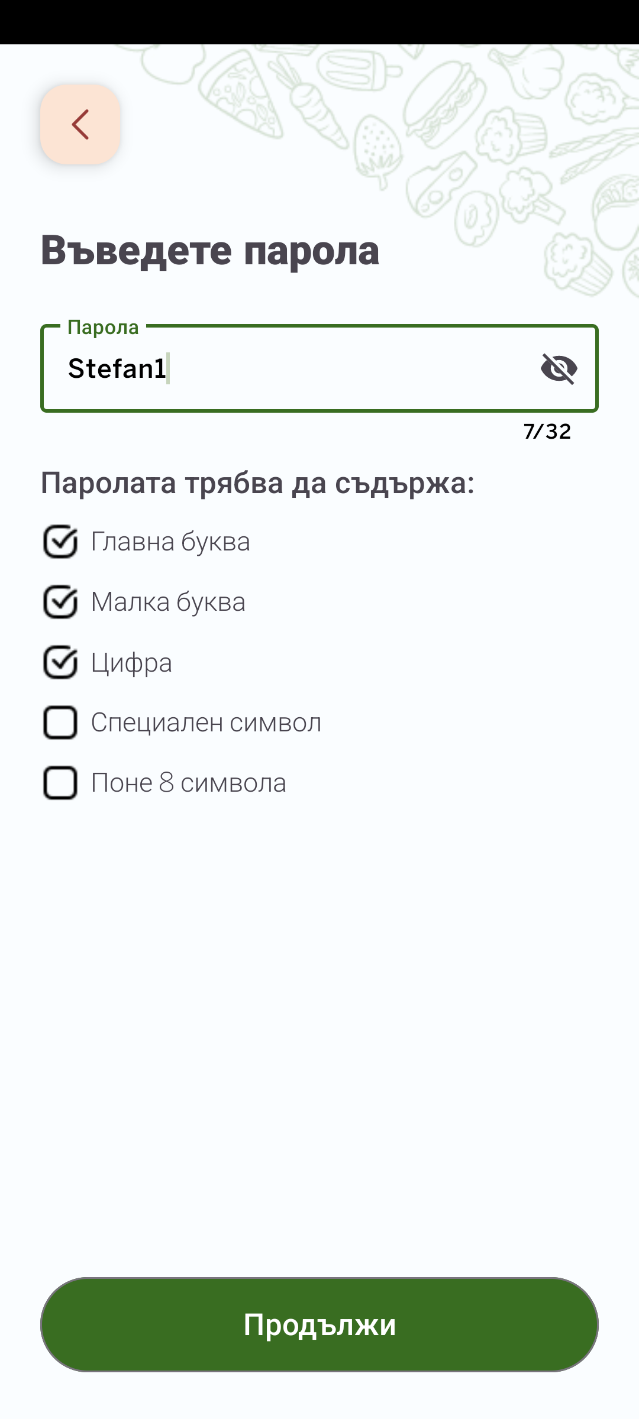 Въведете парола
Парола
Stefan1
7/32
Паролата трябва да съдържа:
Главна буква
Малка буква
Цифра
Специален символ
Поне 8 символа
Продължи